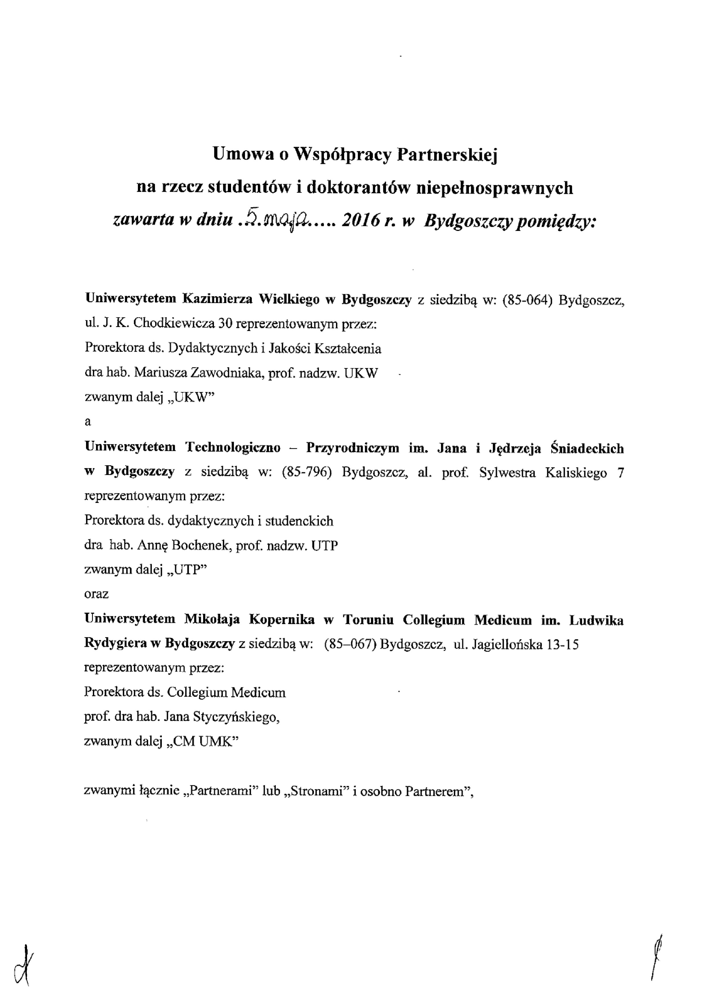 Umowa o Współpracy Partnerskiej
na rzecz studentów i doktorantów niepełnosprawnych
zawarta w dniu .5.maja..... 2016 r. w Bydgoszczy pomiędzy:
Uniwersytetem Kazimierza Wielkiego w Bydgoszczy z siedzibą w: (85-064) Bydgoszcz,
ul. J. K. Chodkiewicza 30 reprezentowanym przez:
Prorektora ds. Dydaktycznych i Jakości Kształcenia
dra hab. Mariusza Zawodniaka, prof. nadzw. UKW
zwanym dalej „UKW”
a
Uniwersytetem Technologiczno – Przyrodniczym im. Jana i Jędrzeja Śniadeckich
w Bydgoszczy z siedzibą w: (85-796) Bydgoszcz, al. prof. Sylwestra Kaliskiego 7
reprezentowanym przez:
Prorektora ds. dydaktycznych i studenckich
dra hab. Annę Bochenek, prof. nadzw. UTP
zwanym dalej „UTP”
oraz
Uniwersytetem Mikołaja Kopernika w Toruniu Collegium Medicum im. Ludwika
Rydygiera w Bydgoszczy z siedzibą w: (85–067) Bydgoszcz, ul. Jagiellońska 13-15
reprezentowanym przez:
Prorektora ds. Collegium Medicum
prof. dra hab. Jana Styczyńskiego,
zwanym dalej „CM UMK”
zwanymi łącznie „Partnerami” lub „Stronami” i osobno Partnerem”,